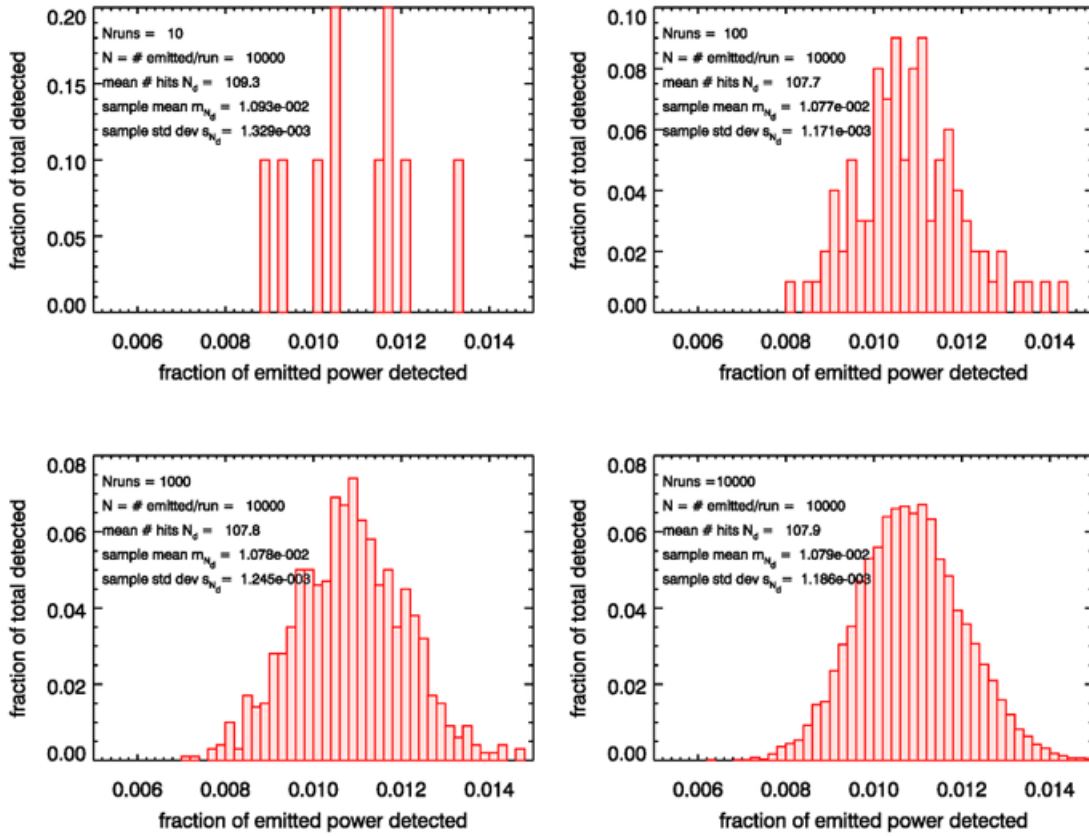 Nruns = 10
N = # emitted/run = 10000
mean # hits N_d = 109.3
sample mean m_N_d = 1.093e-002
sample std dev s_N_d = 1.329e-003
fraction of total detected
0.20
0.15
0.10
0.05
0.00
0.006 0.008 0.010 0.012 0.014
fraction of emitted power detected
Nruns = 100
N = # emitted/run = 10000
mean # hits N_d = 107.7
sample mean m_N_d = 1.077e-002
sample std dev s_N_d = 1.171e-003
fraction of total detected
0.10
0.08
0.06
0.04
0.02
0.00
0.006 0.008 0.010 0.012 0.014
fraction of emitted power detected
Nruns = 1000
N = # emitted/run = 10000
mean # hits N_d = 107.8
sample mean m_N_d = 1.078e-002
sample std dev s_N_d = 1.245e-003
fraction of total detected
0.08
0.06
0.04
0.02
0.00
0.006 0.008 0.010 0.012 0.014
fraction of emitted power detected
Nruns =10000
N = # emitted/run = 10000
mean # hits N_d = 107.9
sample mean m_N_d = 1.079e-002
sample std dev s_N_d = 1.186e-003
fraction of total detected
0.08
0.06
0.04
0.02
0.00
0.006 0.008 0.010 0.012 0.014
fraction of emitted power detected